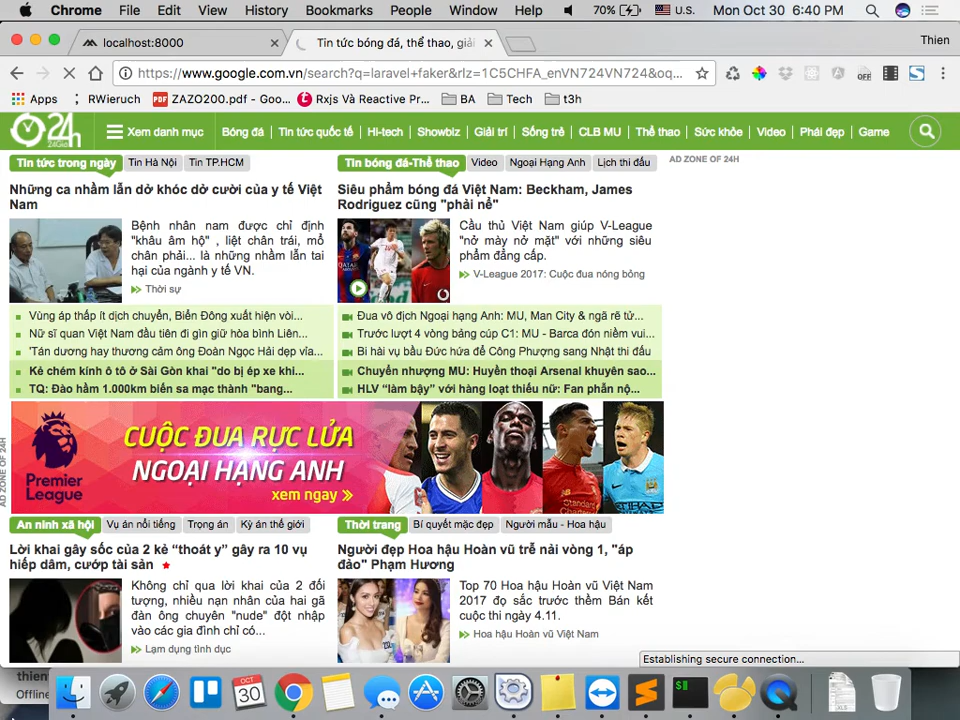 Chrome File Edit View History Bookmarks People Window Help 70% U.S. Mon Oct 30 6:40 PM
localhost:8000
Tin tức bóng đá, thể thao, giải
Thien
https://www.google.com.vn/search?q=laravel+faker&rlz=1C5CHFA_enVN724VN724&oq...
OFF
Apps RWieruch ZAZO200.pdf - Goo... Rxjs Và Reactive Pr... BA Tech t3h
24h
Xem danh mục Bóng đá Tin tức quốc tế Hi-tech Showbiz Giải trí Sống trẻ CLB MU Thể thao Sức khỏe Video Phái đẹp Game
Tin tức trong ngày Tin Hà Nội Tin TP.HCM
Những ca nhầm lẫn dở khóc dở cười của y tế Việt
Nam
Bệnh nhân nam được chỉ định
"khâu âm hộ" , liệt chân trái, mổ
chân phải... là những nhầm lẫn tai
hại của ngành y tế VN.
Thời sự
Vùng áp thấp ít dịch chuyển, Biển Đông xuất hiện vòi...
Nữ sĩ quan Việt Nam đầu tiên đi gìn giữ hòa bình Liên...
'Tán dương hay thương cảm ông Đoàn Ngọc Hải dẹp vỉa...
Kẻ chém kinh ô tô ở Sài Gòn khai "do bị ép xe khi...
TQ: Đào hầm 1.000km biến sa mạc thành "bang...
Tin bóng đá-Thể thao Video Ngoại Hạng Anh Lịch thi đấu
Siêu phẩm bóng đá Việt Nam: Beckham, James
Rodriguez cũng "phải nể"
Cầu thủ Việt Nam giúp V-League
"nở mày nở mặt" với những siêu
phẩm đẳng cấp.
V-League 2017: Cuộc đua nóng bỏng
Đua vô địch Ngoại hạng Anh: MU, Man City & ngã rẽ tử...
Trước lượt 4 vòng bảng cúp C1: MU - Barca đón niềm vui...
Bi hài vụ bầu Đức hứa để Công Phượng sang Nhật thi đấu
Chuyển nhượng MU: Huyền thoại Arsenal khuyên sao...
HLV “làm bậy” với hàng loạt thiếu nữ: Fan phẫn nộ...
AD ZONE OF 24H
AD ZONE OF 24H
Premier
League
CUỘC ĐUA RỰC LỬA
NGOẠI HẠNG ANH
xem ngay
An ninh xã hội Vụ án nổi tiếng Trọng án Kỳ án thế giới
Lời khai gây sốc của 2 kẻ “thoát y” gây ra 10 vụ
hiếp dâm, cướp tài sản
Không chỉ qua lời khai của 2 đối
tượng, nhiều nạn nhân của hai gã
đàn ông chuyên "nude" đột nhập
vào các gia đình chỉ có...
Lạm dụng tình dục
Thời trang Bí quyết mặc đẹp Người mẫu - Hoa hậu
Người đẹp Hoa hậu Hoàn vũ trễ nải vòng 1, "áp
đảo" Phạm Hương
Top 70 Hoa hậu Hoàn vũ Việt Nam
2017 đọ sắc trước thềm Bán kết
cuộc thi ngày 4.11.
Hoa hậu Hoàn vũ Việt Nam
Establishing secure connection...
Offline
OCT
30